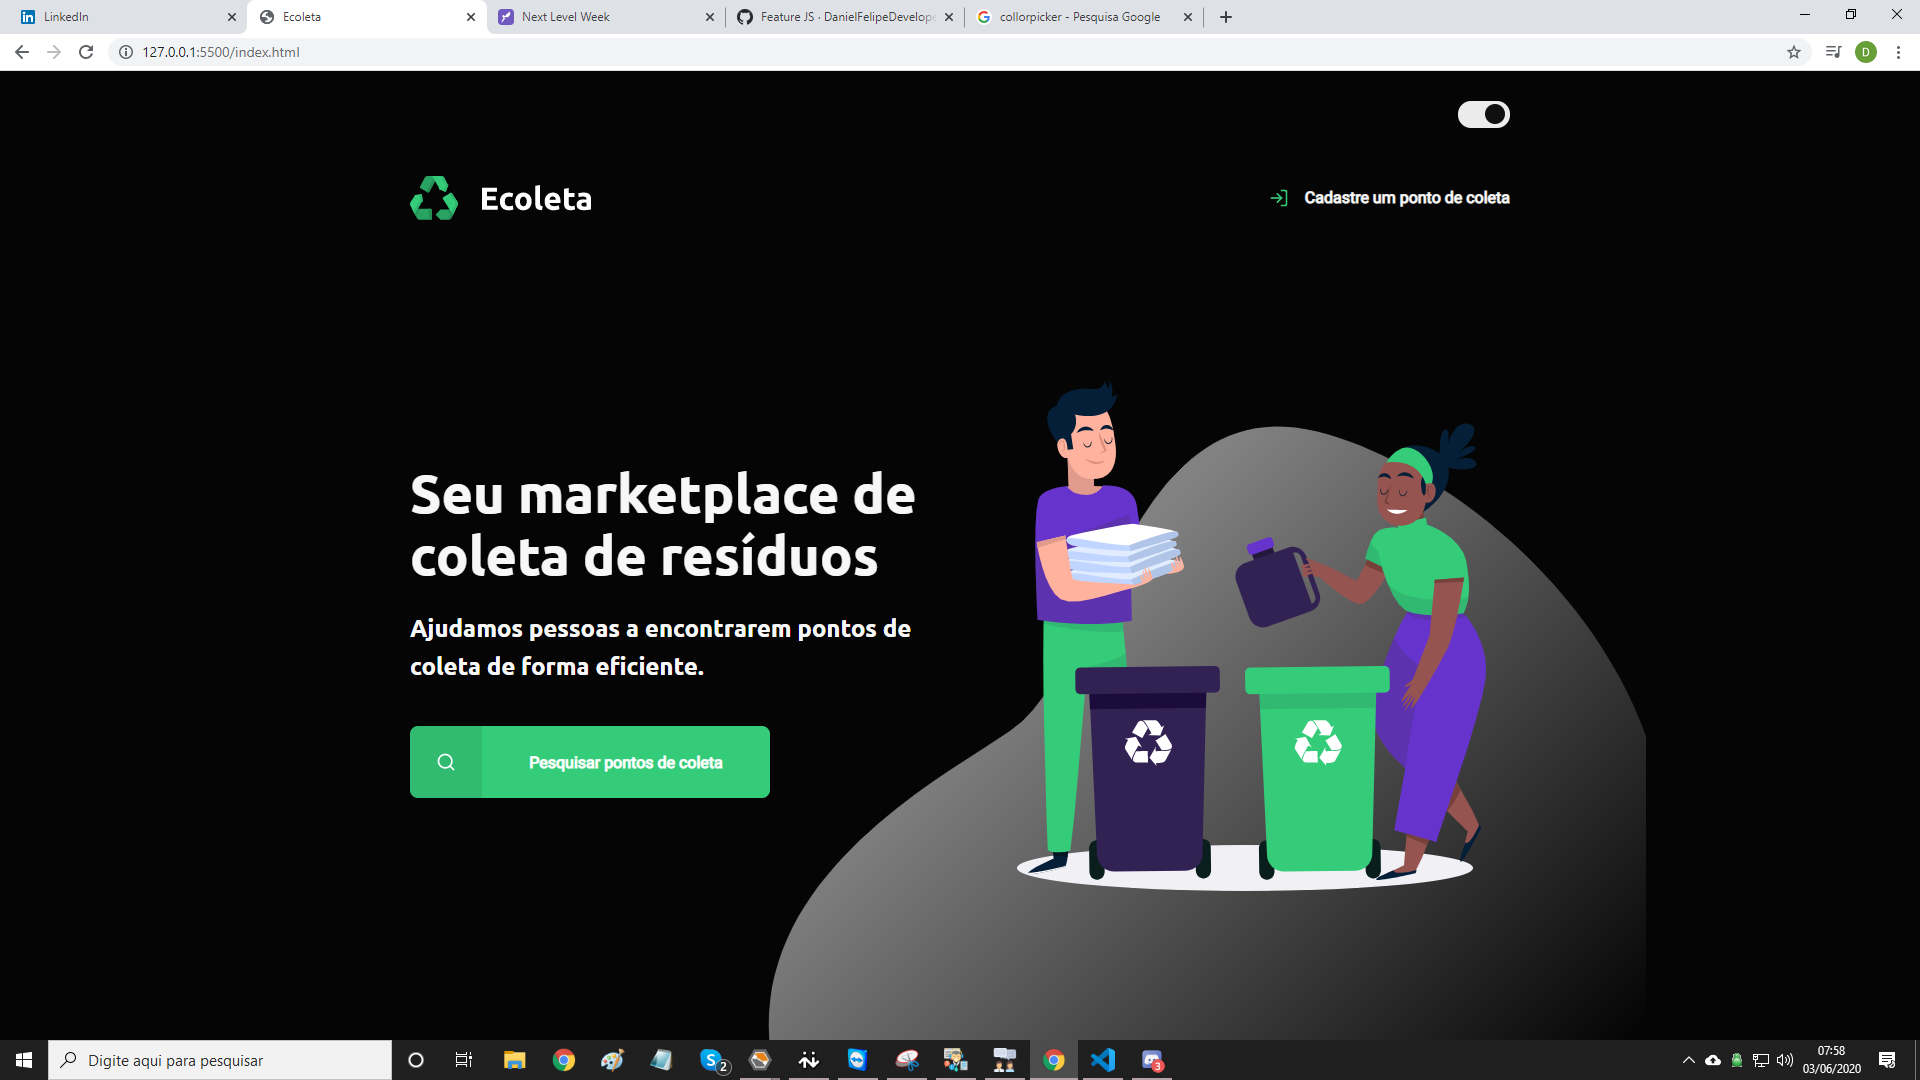 LinkedIn
Ecoleta
Next Level Week
Feature JS · DanielFelipeDevelope
collorpicker - Pesquisa Google
127.0.0.1:5500/index.html
D
Ecoleta
Cadastre um ponto de coleta
Seu marketplace de
coleta de resíduos
Ajudamos pessoas a encontrarem pontos de
coleta de forma eficiente.
Pesquisar pontos de coleta
Digite aqui para pesquisar
2
3
07:58
03/06/2020